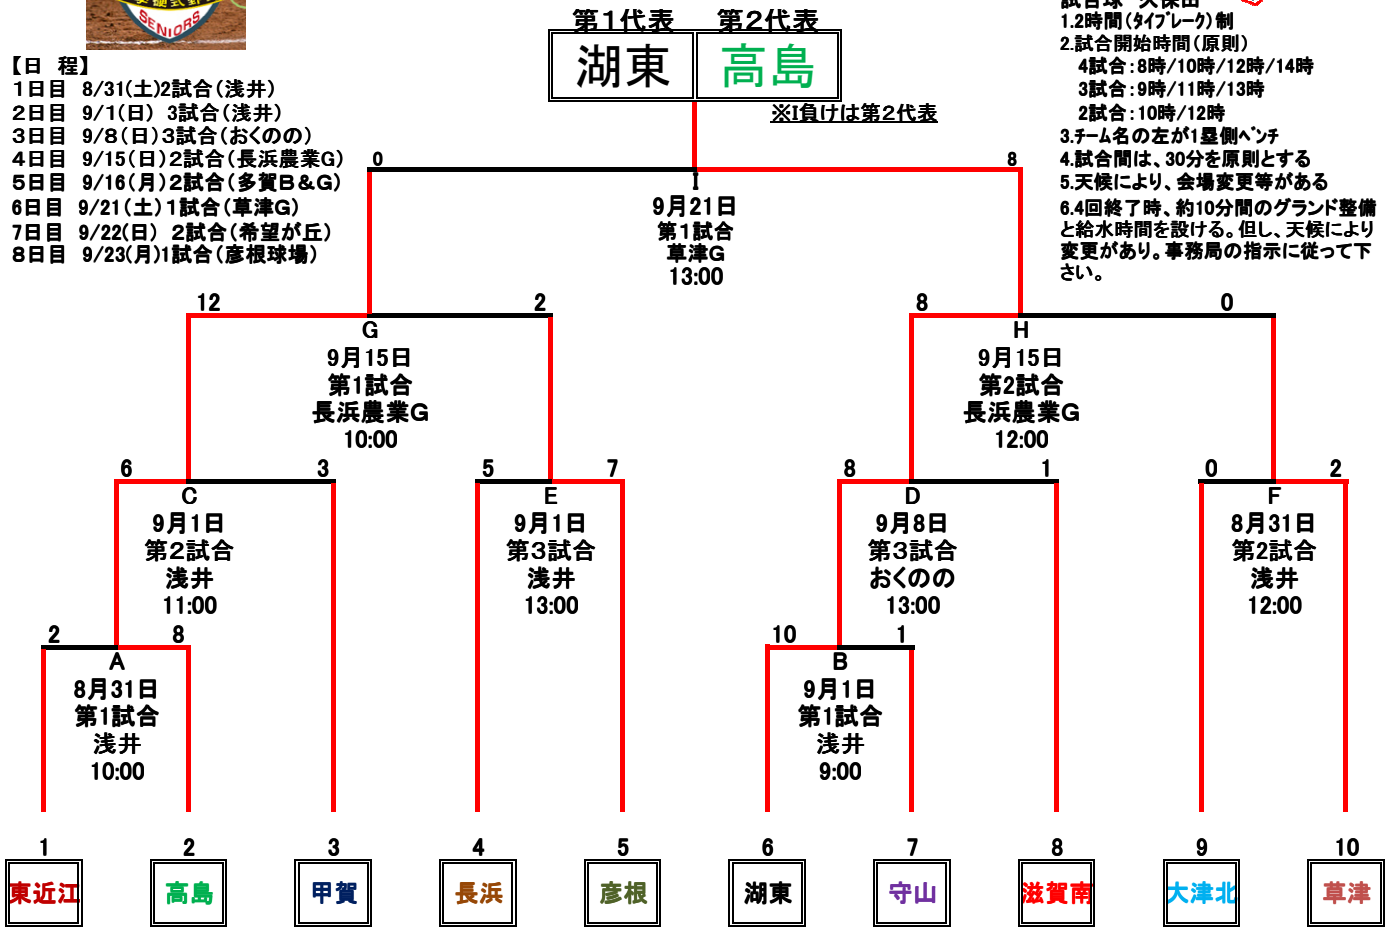 SENIORS
【日 程】
1日目 8/31(土)2試合(浅井)
2日目 9/1(日) 3試合(浅井)
3日目 9/8(日)3試合(おくのの)
4日目 9/15(日)2試合(長浜農業G)
5日目 9/16(月)2試合(多賀B&G)
6日目 9/21(土)1試合(草津G)
7日目 9/22(日) 2試合(希望が丘)
8日目 9/23(月)1試合(彦根球場)
第1代表 第2代表
湖東 高島
※I負けは第2代表
1.2時間(タイブレーク)制
2.試合開始時間(原則)
4試合:8時/10時/12時/14時
3試合:9時/11時/13時
2試合:10時/12時
3.チーム名の左が1塁側ベンチ
4.試合間は、30分を原則とする
5.天候により、会場変更等がある
6.4回終了時、約10分間のグランド整備
と給水時間を設ける。但し、天候により
変更があり。事務局の指示に従って下
さい。
0 8
I
9月21日
第1試合
草津G
13:00
12 2
G
9月15日
第1試合
長浜農業G
10:00
8 0
H
9月15日
第2試合
長浜農業G
12:00
6 3
C
9月1日
第2試合
浅井
11:00
5 7
E
9月1日
第3試合
浅井
13:00
8 1
D
9月8日
第3試合
おくのの
13:00
0 2
F
8月31日
第2試合
浅井
12:00
2 8
A
8月31日
第1試合
浅井
10:00
10 1
B
9月1日
第1試合
浅井
9:00
1 2 3 4 5 6 7 8 9 10
東近江 高島 甲賀 長浜 彦根 湖東 守山 滋賀南 大津北 草津